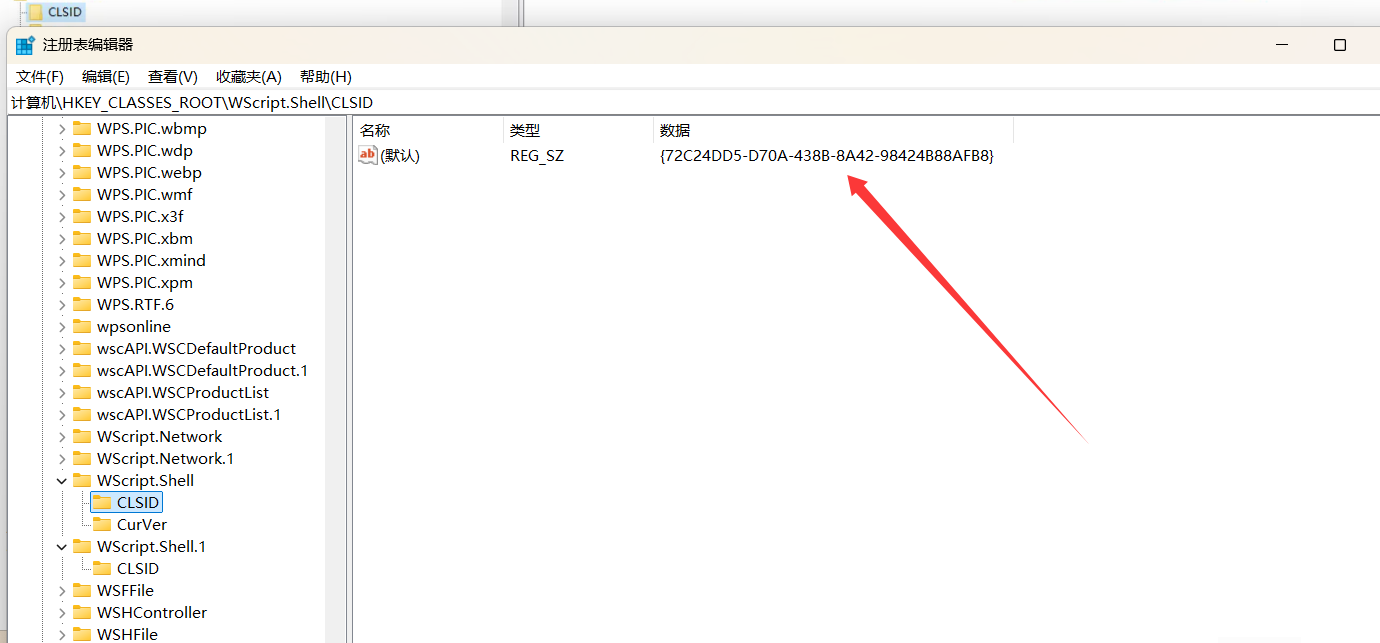 CLSID
注册表编辑器
文件(F) 编辑(E) 查看(V) 收藏夹(A) 帮助(H)
计算机\HKEY_CLASSES_ROOT\WScript.Shell\CLSID
WPS.PIC.wbmp
WPS.PIC.wdp
WPS.PIC.webp
WPS.PIC.wmf
WPS.PIC.x3f
WPS.PIC.xbm
WPS.PIC.xmind
WPS.PIC.xpm
WPS.RTF.6
wpsonline
wscAPI.WSCDefaultProduct
wscAPI.WSCDefaultProduct.1
wscAPI.WSCProductList
wscAPI.WSCProductList.1
WScript.Network
WScript.Network.1
WScript.Shell
CLSID
CurVer
WScript.Shell.1
CLSID
WSFFile
WSHController
WSHFile
名称 类型 数据
ab (默认) REG_SZ {72C24DD5-D70A-438B-8A42-98424B88AFB8}